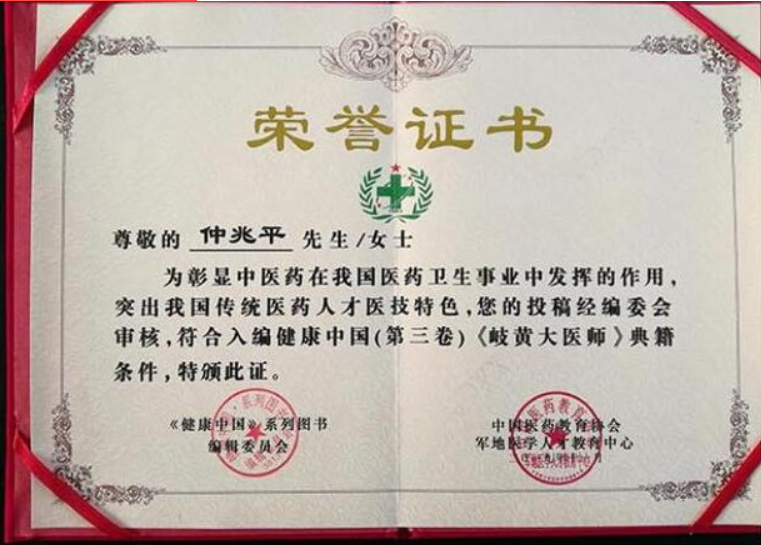 荣誉证书
尊敬的 仲兆平 先生/女士
为彰显中医药在我国医药卫生事业中发挥的作用，
突出我国传统医药人才医技特色，您的投稿经编委会
审核，符合入编健康中国(第三卷)《岐黄大医师》典籍
条件，特颁此证。
《健康中国》系列图书
编辑委员会
中国医药教育协会
军地医学人才教育中心